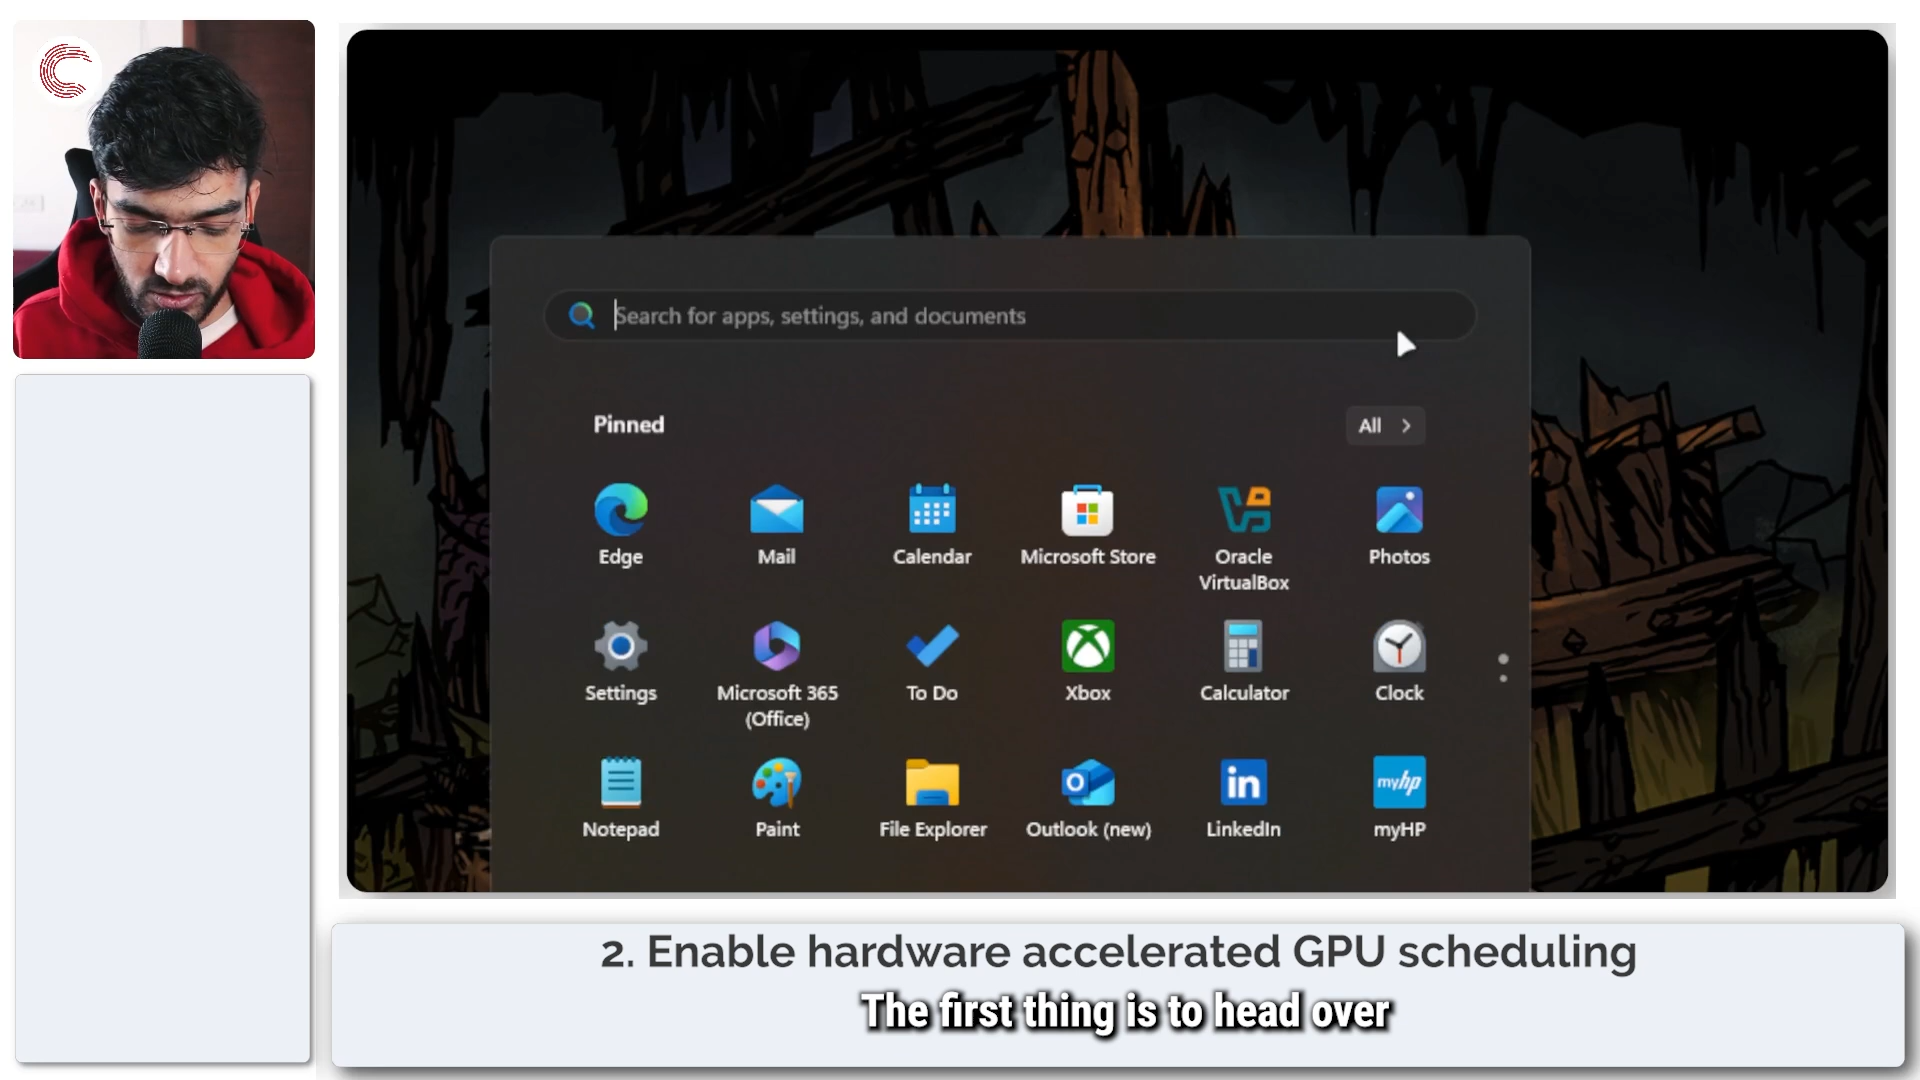 Search for apps, settings, and documents
Pinned
All
Edge
Mail
Calendar
Microsoft Store
Oracle
VirtualBox
Photos
Settings
Microsoft 365
(Office)
To Do
Xbox
Calculator
Clock
Notepad
Paint
File Explorer
Outlook (new)
LinkedIn
myhp
myHP
2. Enable hardware accelerated GPU scheduling
The first thing is to head over